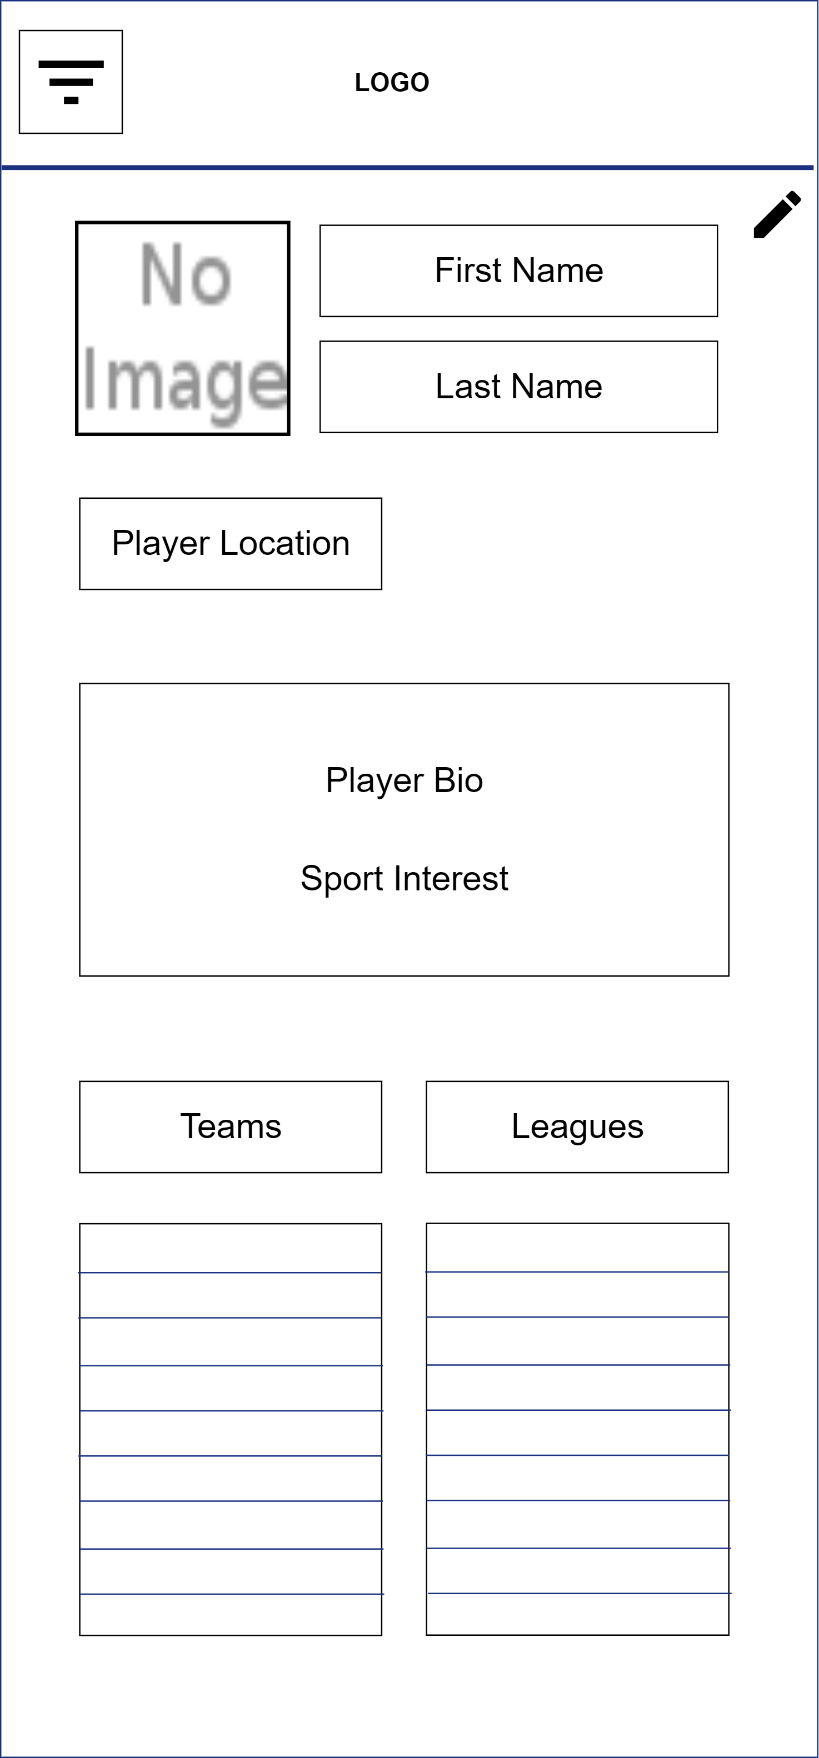 LOGO
No
Image
First Name
Last Name
Player Location
Player Bio
Sport Interest
Teams
Leagues